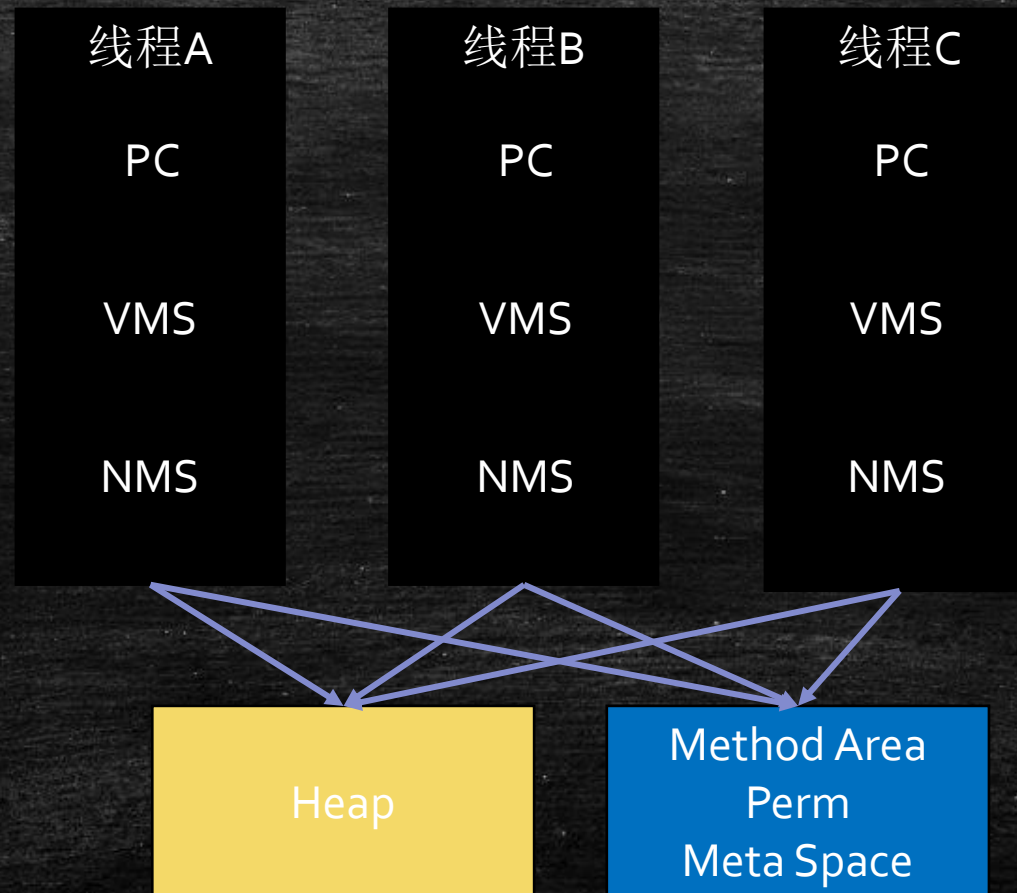 线程A
PC
VMS
NMS
线程B
PC
VMS
NMS
线程C
PC
VMS
NMS
Heap
Method Area
Perm
Meta Space